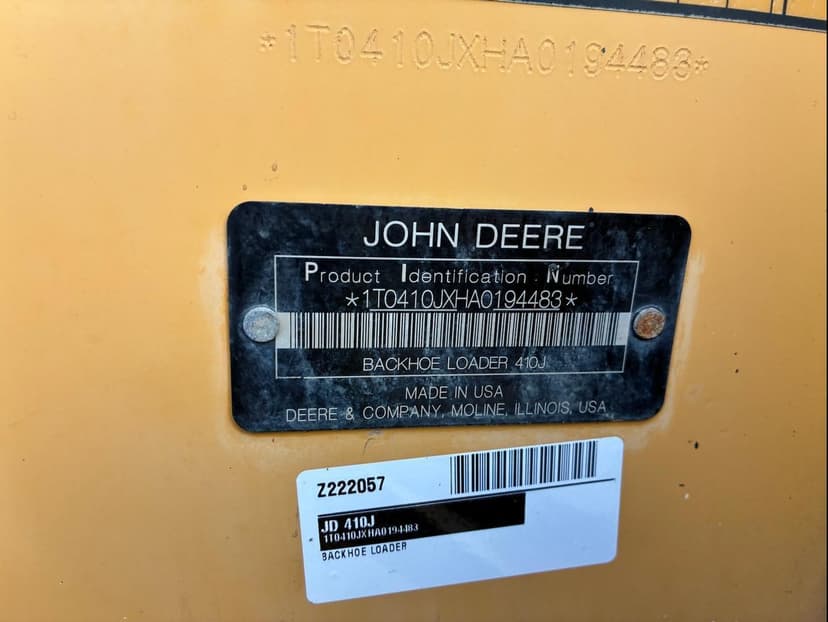 *1T0410JXHA0194483*
JOHN DEERE
Product Identification Number
*1T0410JXHA0194483*
BACKHOE LOADER 410J
MADE IN USA
DEERE & COMPANY, MOLINE, ILLINOIS, USA
Z222057
JD 410J
1T0410JXHA0194483
BACKHOE LOADER